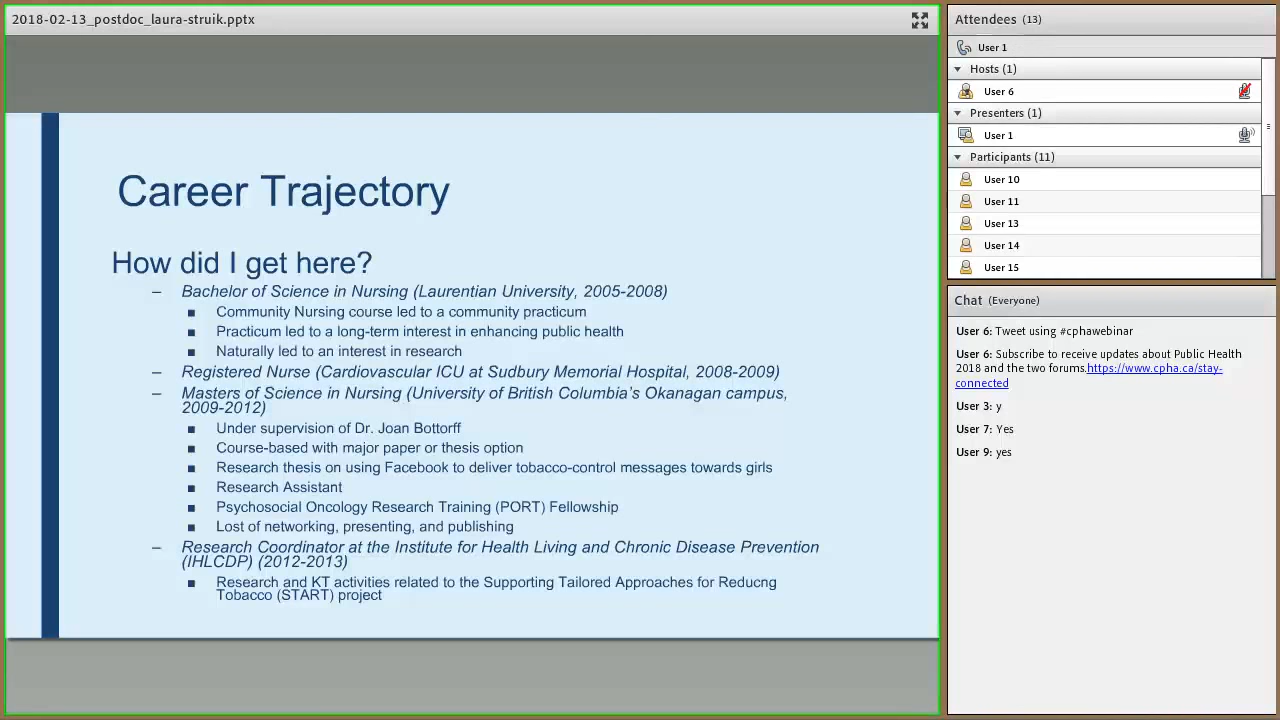 2018-02-13_postdoc_laura-struik.pptx
Career Trajectory
How did I get here?
– Bachelor of Science in Nursing (Laurentian University, 2005-2008)
■ Community Nursing course led to a community practicum
■ Practicum led to a long-term interest in enhancing public health
■ Naturally led to an interest in research
– Registered Nurse (Cardiovascular ICU at Sudbury Memorial Hospital, 2008-2009)
– Masters of Science in Nursing (University of British Columbia's Okanagan campus,
2009-2012)
■ Under supervision of Dr. Joan Bottorff
■ Course-based with major paper or thesis option
■ Research thesis on using Facebook to deliver tobacco-control messages towards girls
■ Research Assistant
■ Psychosocial Oncology Research Training (PORT) Fellowship
■ Lost of networking, presenting, and publishing
– Research Coordinator at the Institute for Health Living and Chronic Disease Prevention
(IHLCDP) (2012-2013)
■ Research and KT activities related to the Supporting Tailored Approaches for Reducng
Tobacco (START) project
Attendees (13)
User 1
Hosts (1)
User 6
Presenters (1)
User 1
Participants (11)
User 10
User 11
User 13
User 14
User 15
Chat (Everyone)
User 6: Tweet using #cphawebinar
User 6: Subscribe to receive updates about Public Health
2018 and the two forums.https://www.cpha.ca/stay-
connected
User 3: y
User 7: Yes
User 9: yes